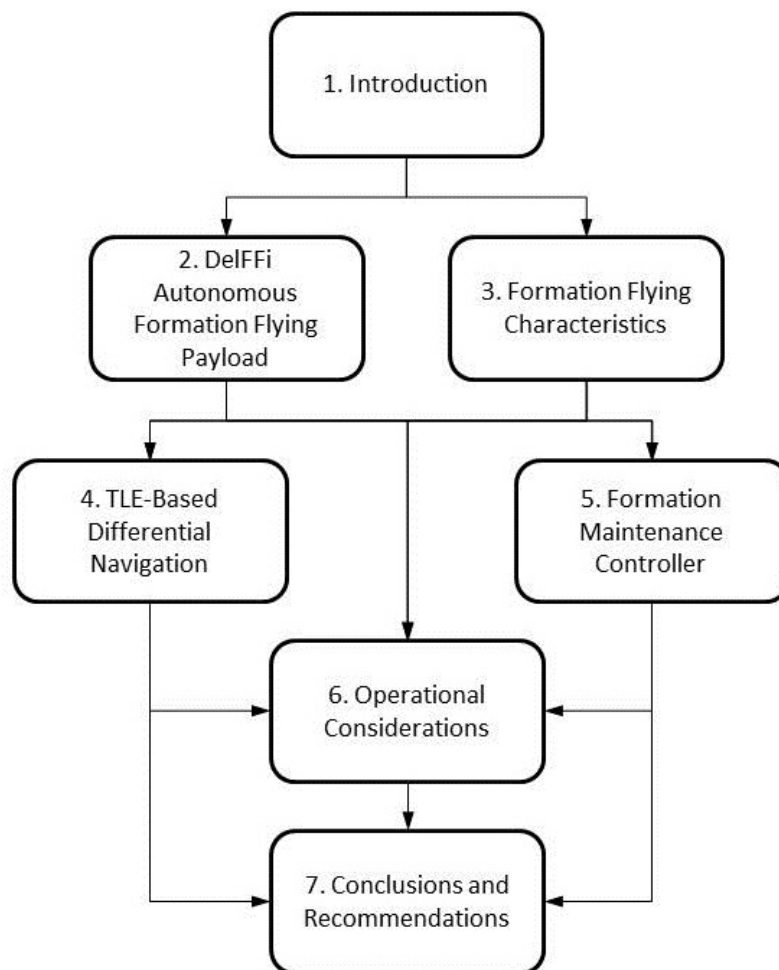 1. Introduction
2. DelFFi
Autonomous
Formation Flying
Payload
3. Formation Flying
Characteristics
4. TLE-Based
Differential
Navigation
5. Formation
Maintenance
Controller
6. Operational
Considerations
7. Conclusions and
Recommendations